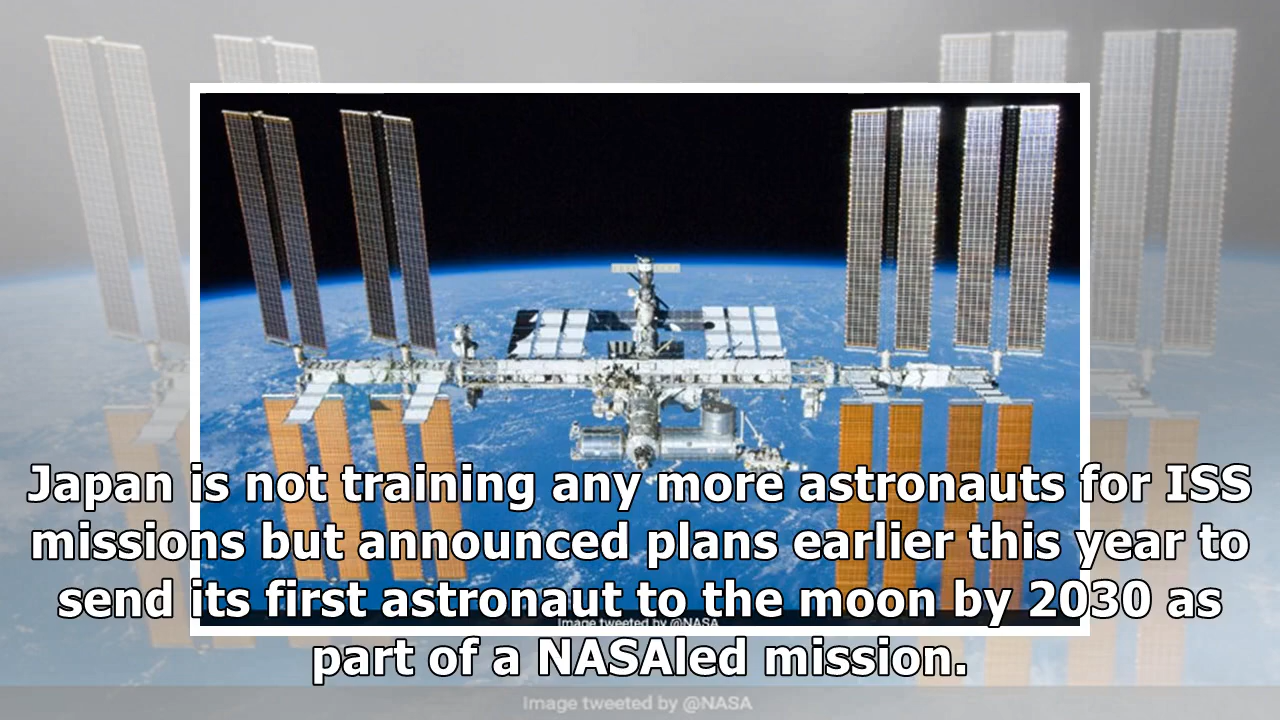 Japan is not training any more astronauts for ISS
missions but announced plans earlier this year to
send its first astronaut to the moon by 2030 as
Image tweeted by @NASA
part of a NASAled mission.
Image tweeted by @NASA